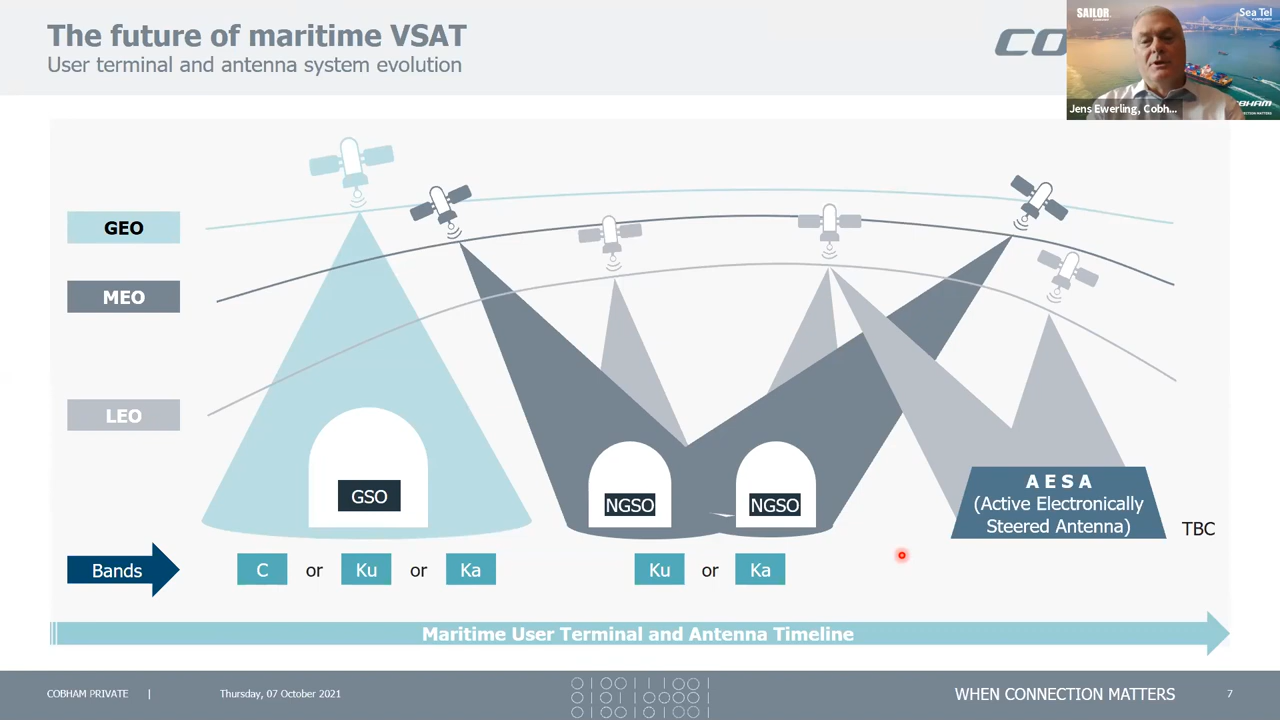 The future of maritime VSAT
User terminal and antenna system evolution
CO
SAILOR
Sea Tel
Jens Ewerling, Cobh...
GEO
MEO
LEO
GSO
NGSO
NGSO
A E S A
(Active Electronically
Steered Antenna)
TBC
Bands
C or Ku or Ka
Ku or Ka
Maritime User Terminal and Antenna Timeline
COBHAM PRIVATE | Thursday, 07 October 2021
WHEN CONNECTION MATTERS
7